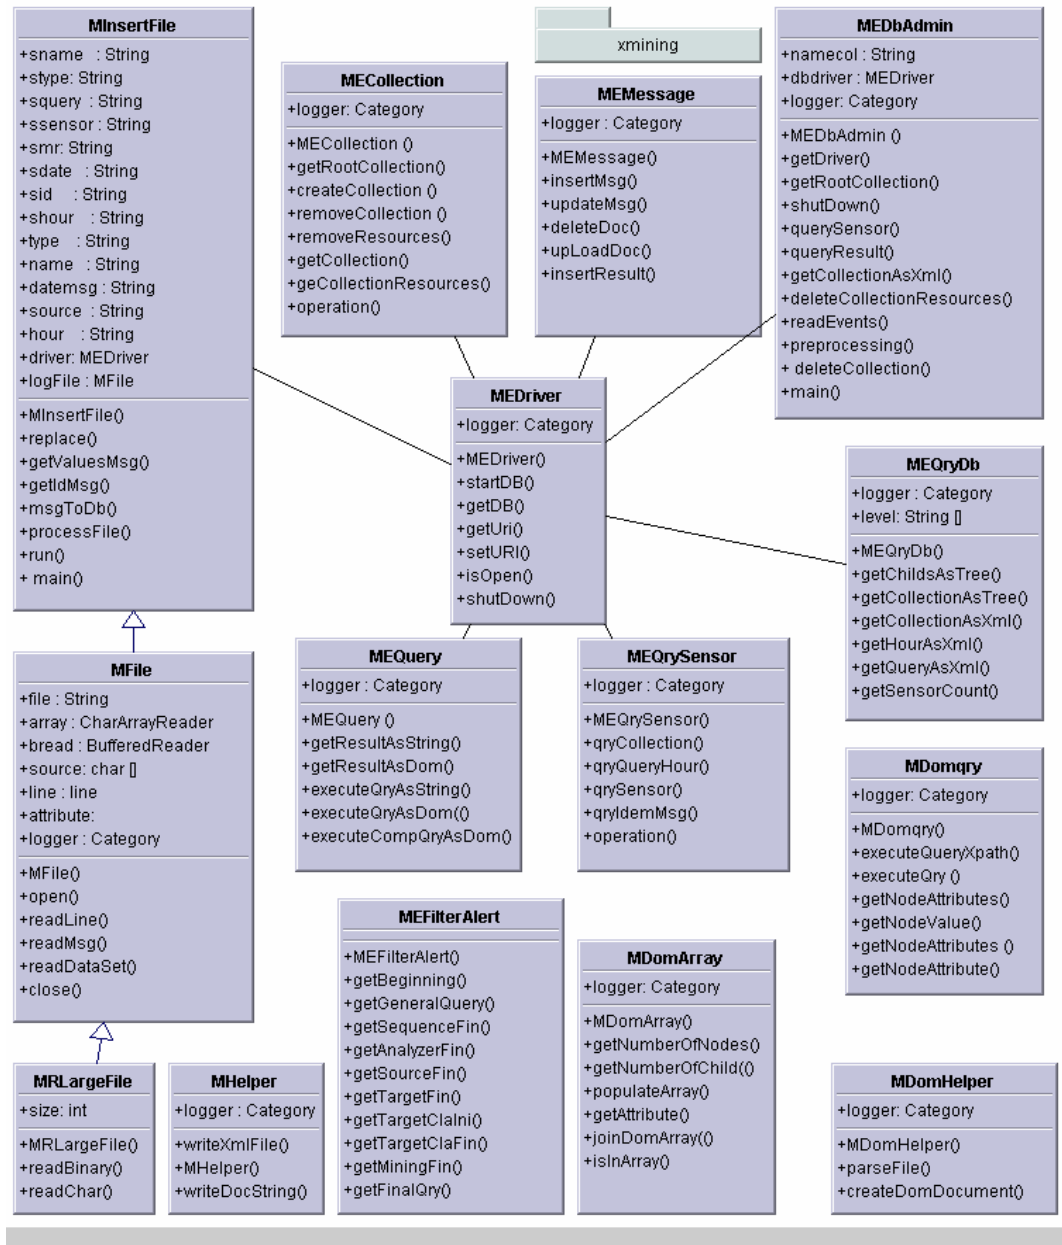 MInsertFile
+sname : String
+stype: String
+squery : String
+ssensor : String
+smr: String
+sdate : String
+sid : String
+shour : String
+type : String
+name : String
+datemsg : String
+source : String
+hour : String
+driver: MEDriver
+logFile : MFile
+MInsertFile()
+replace()
+getValuesMsg()
+getIdMsg()
+msgToDb()
+processFile()
+run()
+ main()
MECollection
+logger: Category
+MECollection ()
+getRootCollection()
+createCollection ()
+removeCollection ()
+removeResources()
+getCollection()
+geCollectionResources()
+operation()
xmining
MEMessage
+logger : Category
+MEMessage()
+insertMsg()
+updateMsg()
+deleteDoc()
+upLoadDoc()
+insertResult()
MEDbAdmin
+namecol : String
+dbdriver : MEDriver
+logger: Category
+MEDbAdmin ()
+getDriver()
+getRootCollection()
+shutDown()
+querySensor()
+queryResult()
+getCollectionAsXml()
+deleteCollectionResources()
+readEvents()
+preprocessing()
+ deleteCollection()
+main()
MEDriver
+logger: Category
+MEDriver()
+startDB()
+getDB()
+getUri()
+setURI()
+isOpen()
+shutDown()
MEQryDb
+logger : Category
+level: String []
+MEQryDb()
+getChildsAsTree()
+getCollectionAsTree()
+getCollectionAsXml()
+getHourAsXml()
+getQueryAsXml()
+getSensorCount()
MFile
+file : String
+array : CharArrayReader
+bread : BufferedReader
+source: char []
+line : line
+attribute:
+logger : Category
+MFile()
+open()
+readLine()
+readMsg()
+readDataSet()
+close()
MEQuery
+logger : Category
+MEQuery ()
+getResultAsString()
+getResultAsDom()
+executeQryAsString()
+executeQryAsDom(()
+executeCompQryAsDom()
MEQrySensor
+logger : Category
+MEQrySensor()
+qryCollection()
+qryQueryHour()
+qrySensor()
+qryIdemMsg()
+operation()
MDomqry
+logger: Category
+MDomqry()
+executeQueryXpath()
+executeQry ()
+getNodeAttributes()
+getNodeValue()
+getNodeAttributes ()
+getNodeAttribute()
MRLargeFile
+size: int
+MRLargeFile()
+readBinary()
+readChar()
MHelper
+logger : Category
+writeXmlFile()
+MHelper()
+writeDocString()
MEFilterAlert
+MEFilterAlert()
+getBeginning()
+getGeneralQuery()
+getSequenceFin()
+getAnalyzerFin()
+getSourceFin()
+getTargetFin()
+getTargetClaIni()
+getTargetClaFin()
+getMiningFin()
+getFinalQry()
MDomArray
+logger: Category
+MDomArray()
+getNumberOfNodes()
+getNumberOfChild(()
+populateArray()
+getAttribute()
+joinDomArray(()
+isInArray()
MDomHelper
+logger: Category
+MDomHelper()
+parseFile()
+createDomDocument()